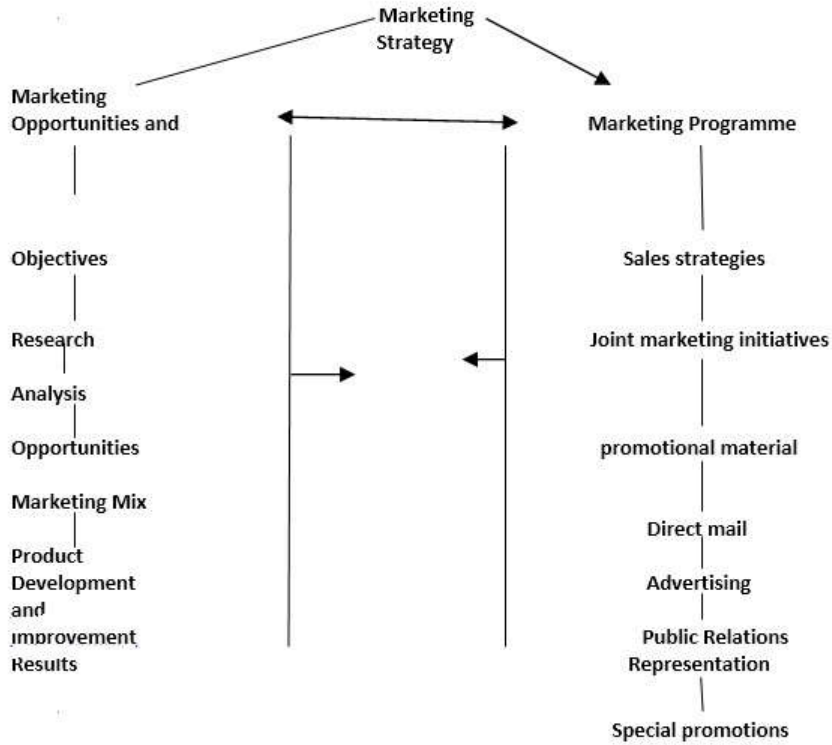 Marketing
Strategy
Marketing
Opportunities and
Marketing Programme
Objectives
Sales strategies
Research
Joint marketing initiatives
Analysis
Opportunities
promotional material
Marketing Mix
Direct mail
Product
Development
Advertising
and
Improvement
Public Relations
Results
Representation
Special promotions